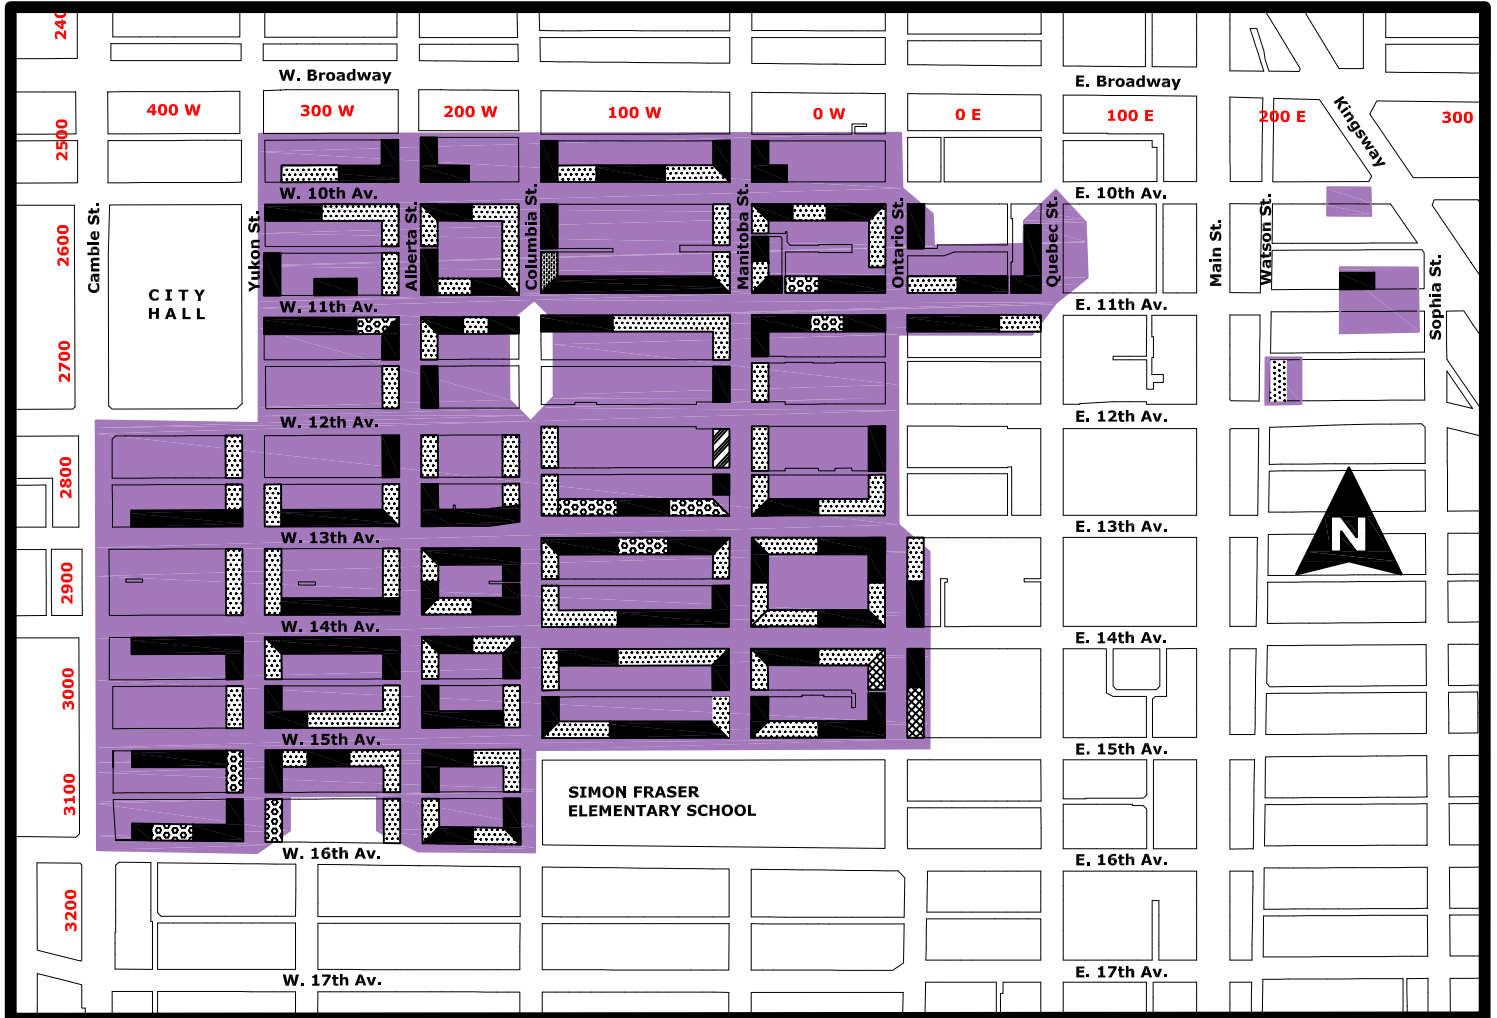 240
W. Broadway
E. Broadway
400 W
300 W
200 W
100 W
0 W
0 E
100 E
200 E
300
Kingsway
2500
W. 10th Av.
E. 10th Av.
Camble St.
Yukon St.
Alberta St.
Columbia St.
Manitoba St.
Ontario St.
Quebec St.
Main St.
Watson St.
Sophia St.
2600
CITY
HALL
W. 11th Av.
E. 11th Av.
2700
W. 12th Av.
E. 12th Av.
2800
W. 13th Av.
E. 13th Av.
N
2900
W. 14th Av.
E. 14th Av.
3000
W. 15th Av.
E. 15th Av.
3100
SIMON FRASER
ELEMENTARY SCHOOL
W. 16th Av.
E. 16th Av.
3200
W. 17th Av.
E. 17th Av.